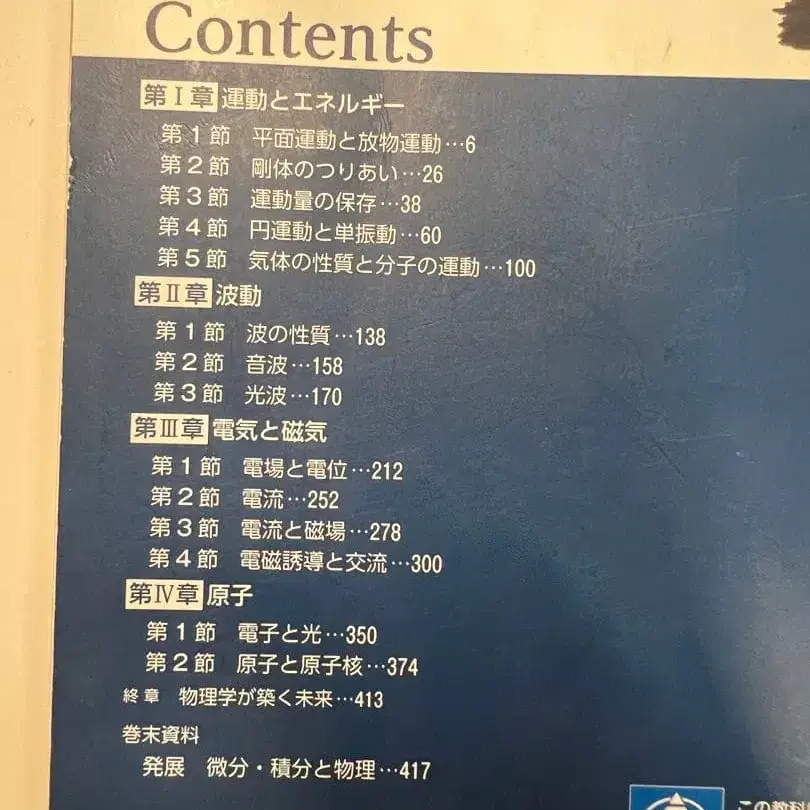 Contents
第Ⅰ章 運動とエネルギー
第1節 平面運動と放物運動…6
第2節 剛体のつりあい…26
第3節 運動量の保存…38
第4節 円運動と単振動…60
第5節 気体の性質と分子の運動…100
第Ⅱ章 波動
第1節 波の性質…138
第2節 音波…158
第3節 光波…170
第Ⅲ章 電気と磁気
第1節 電場と電位…212
第2節 電流…252
第3節 電流と磁場…278
第4節 電磁誘導と交流…300
第Ⅳ章 原子
第1節 電子と光…350
第2節 原子と原子核…374
終章 物理学が築く未来…413
巻末資料
発展 微分・積分と物理…417
この教科